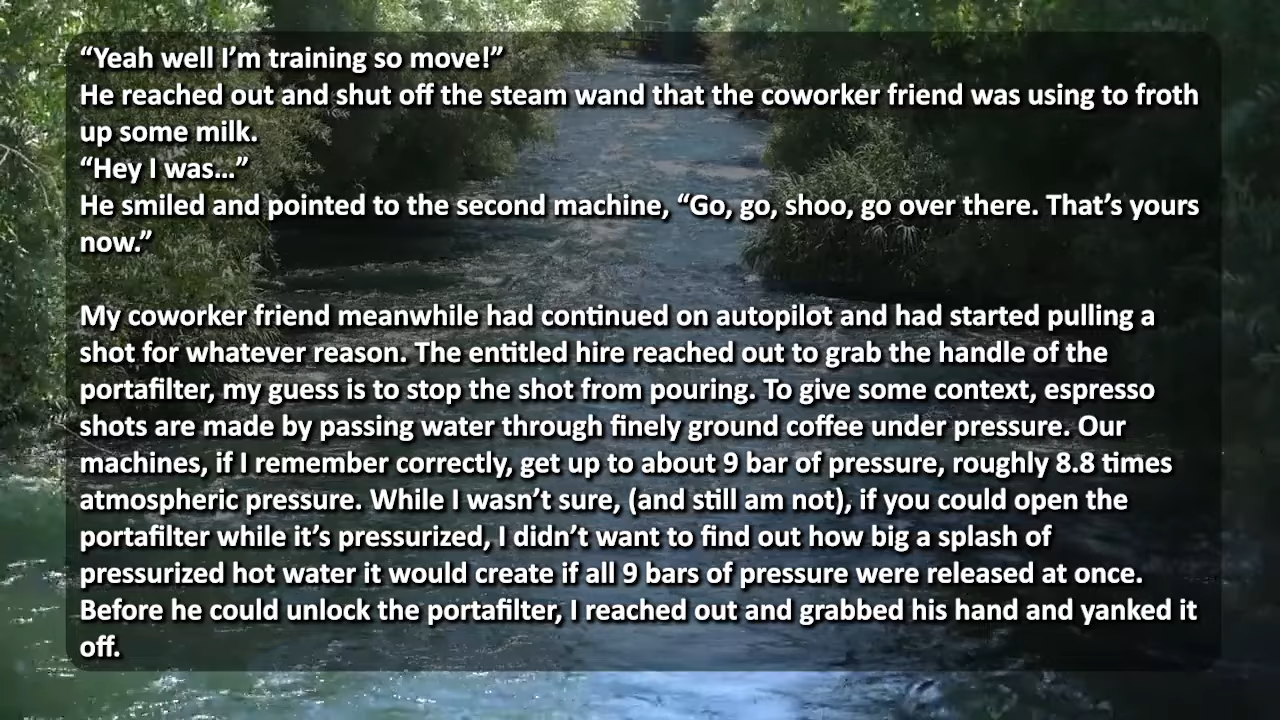 “Yeah well I’m training so move!”
He reached out and shut off the steam wand that the coworker friend was using to froth
up some milk.
“Hey I was…”
He smiled and pointed to the second machine, “Go, go, shoo, go over there. That’s yours
now.”
My coworker friend meanwhile had continued on autopilot and had started pulling a
shot for whatever reason. The entitled hire reached out to grab the handle of the
portafilter, my guess is to stop the shot from pouring. To give some context, espresso
shots are made by passing water through finely ground coffee under pressure. Our
machines, if I remember correctly, get up to about 9 bar of pressure, roughly 8.8 times
atmospheric pressure. While I wasn’t sure, (and still am not), if you could open the
portafilter while it’s pressurized, I didn’t want to find out how big a splash of
pressurized hot water it would create if all 9 bars of pressure were released at once.
Before he could unlock the portafilter, I reached out and grabbed his hand and yanked it
off.